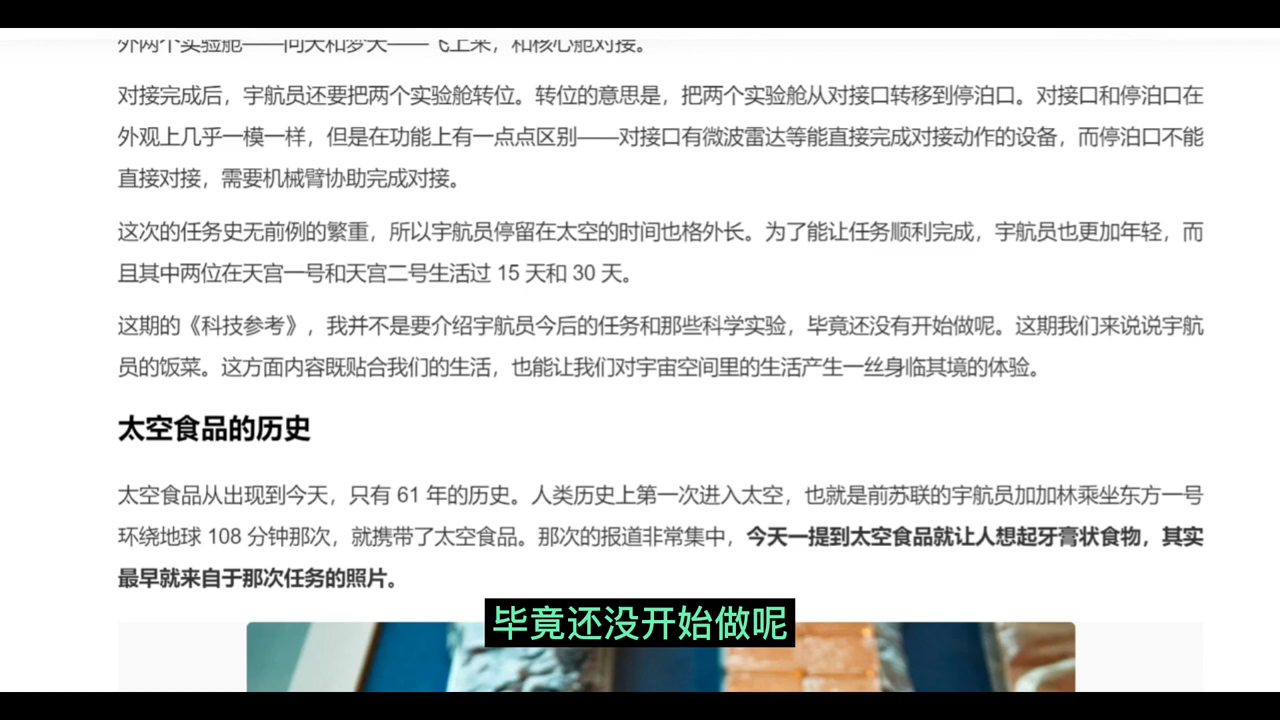 外两个实验舱——问天和梦天——飞上来，和核心舱对接。
对接完成后，宇航员还要把两个实验舱转位。转位的意思是，把两个实验舱从对接口转移到停泊口。对接口和停泊口在
外观上几乎一模一样，但是在功能上有一点点区别——对接口有微波雷达等能直接完成对接动作的设备，而停泊口不能
直接对接，需要机械臂协助完成对接。
这次的任务史无前例的繁重，所以宇航员停留在太空的时间也格外长。为了能让任务顺利完成，宇航员也更加年轻，而
且其中两位在天宫一号和天宫二号生活过 15 天和 30 天。
这期的《科技参考》，我并不是要介绍宇航员今后的任务和那些科学实验，毕竟还没有开始做呢。这期我们来说说宇航
员的饭菜。这方面内容既贴合我们的生活，也能让我们对宇宙空间里的生活产生一丝身临其境的体验。
太空食品的历史
太空食品从出现到今天，只有 61 年的历史。人类历史上第一次进入太空，也就是前苏联的宇航员加加林乘坐东方一号
环绕地球 108 分钟那次，就携带了太空食品。那次的报道非常集中，今天一提到太空食品就让人想起牙膏状食物，其实
最早就来自于那次任务的照片。
毕竟还没开始做呢